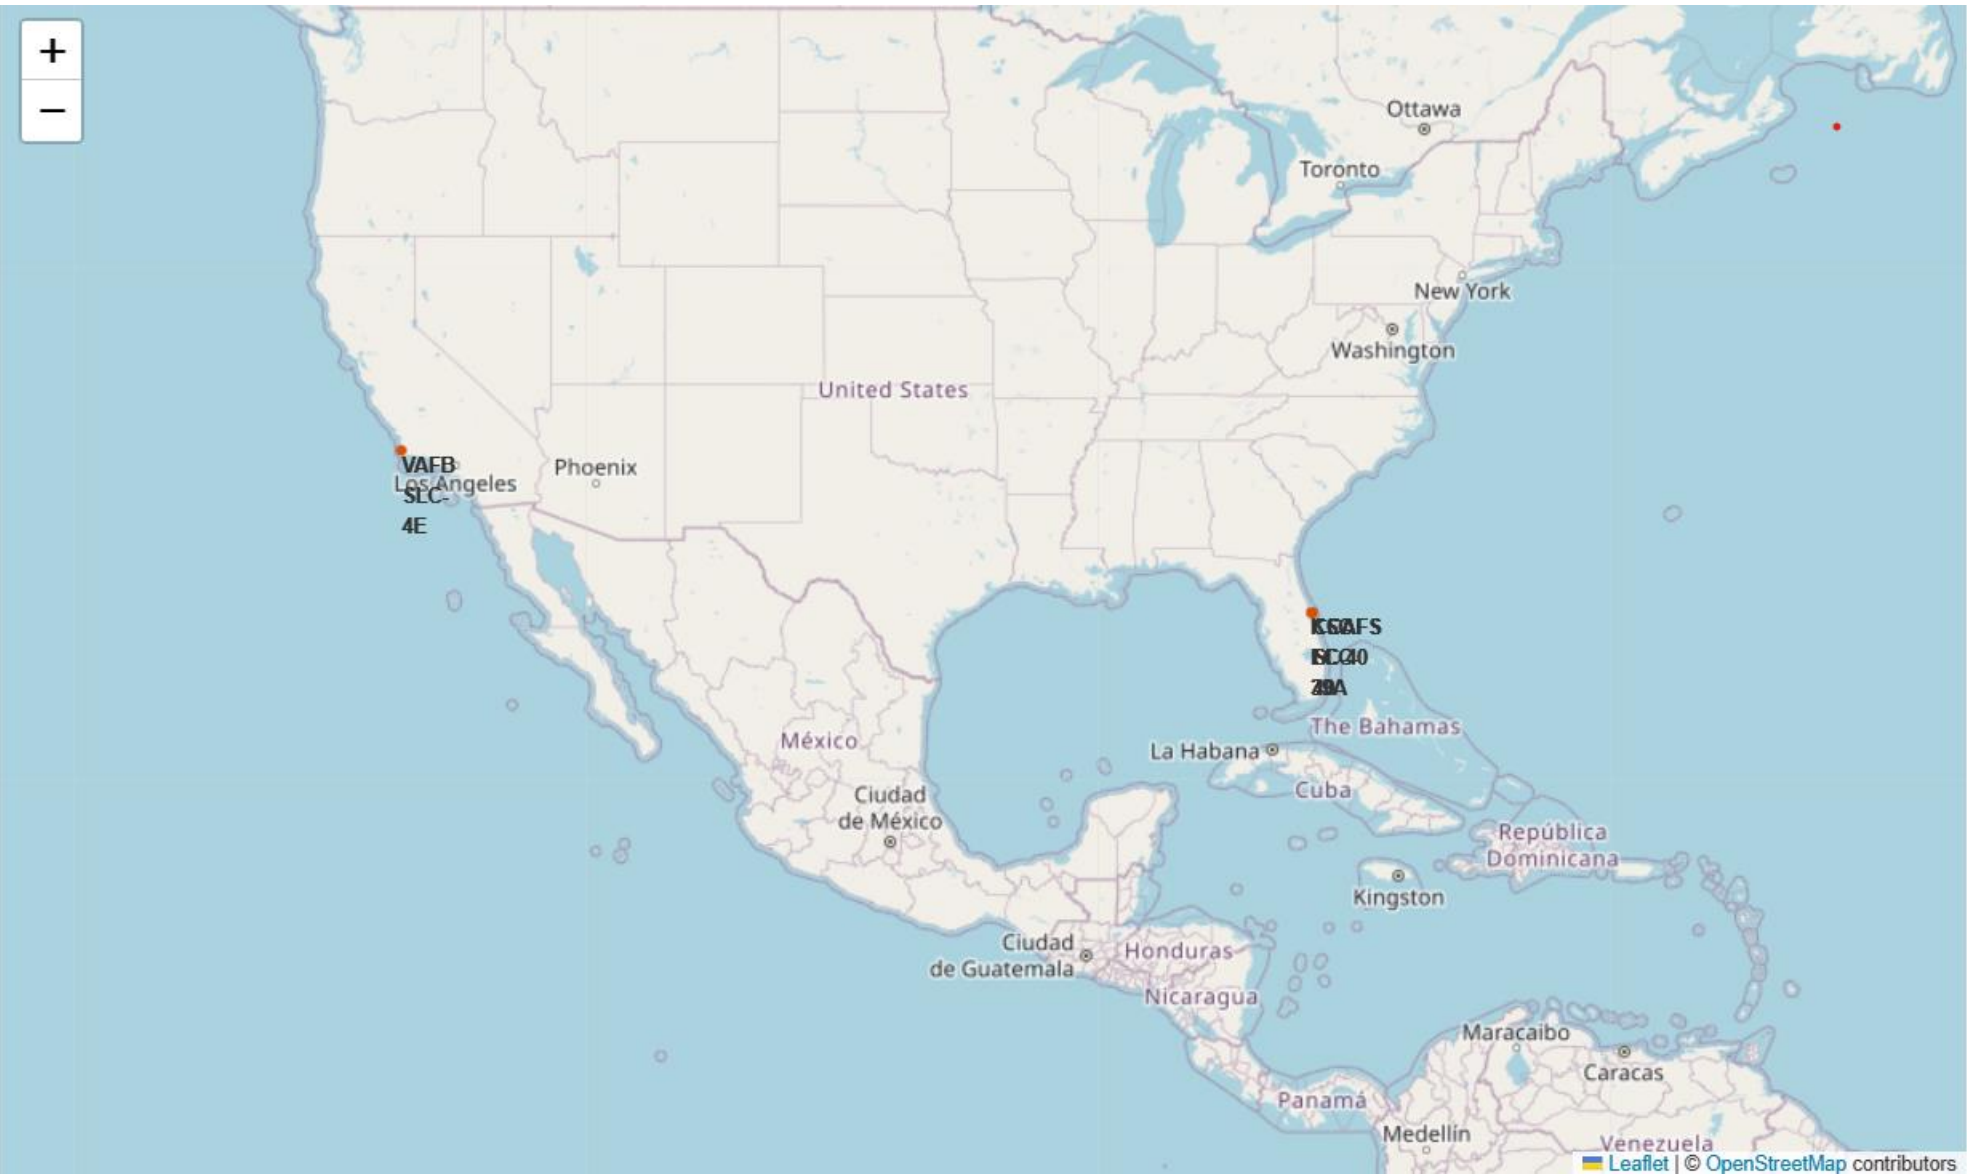 +
−
Ottawa
Toronto
New York
Washington
United States
VAFB
SLC-
4E
Los Angeles
Phoenix
The Bahamas
La Habana
México
Cuba
Ciudad
de México
República
Dominicana
Kingston
Ciudad
de Guatemala
Honduras
Nicaragua
Maracaibo
Caracas
Panamá
Medellín
Venezuela
Leaflet | © OpenStreetMap contributors